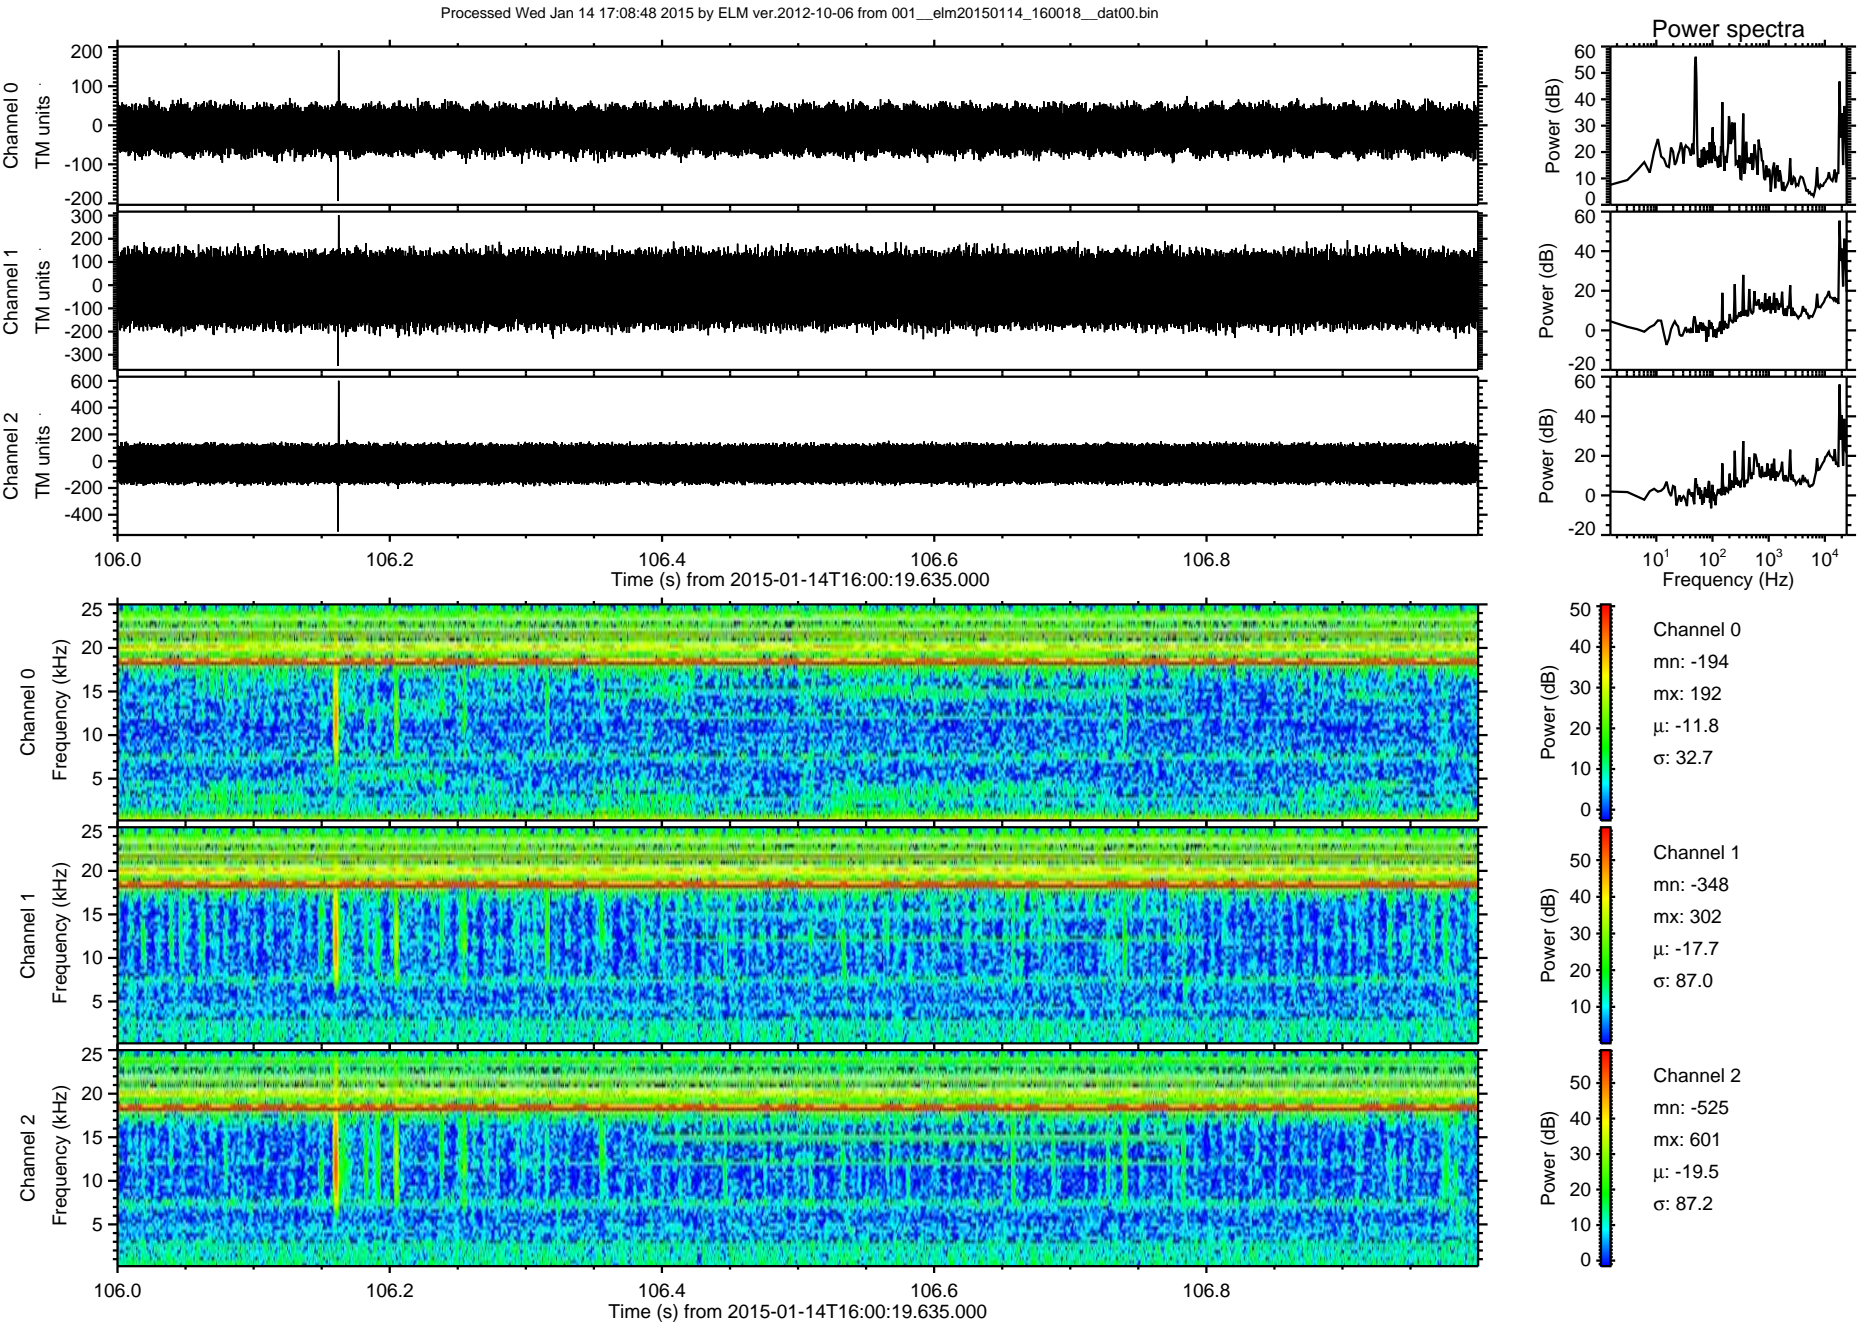 Processed Wed Jan 14 17:08:48 2015 by ELM ver.2012-10-06 from 001__elm20150114_160018__dat00.bin
Power spectra
Channel 0
TM units
200
100
0
-100
-200
Power (dB)
60
50
40
30
20
10
0
Channel 1
TM units
300
200
100
0
-100
-200
-300
Power (dB)
60
40
20
0
-20
Channel 2
TM units
600
400
200
0
-200
-400
Power (dB)
60
40
20
0
-20
106.0 106.2 106.4 106.6 106.8
Time (s) from 2015-01-14T16:00:19.635.000
10^1 10^2 10^3 10^4
Frequency (Hz)
Channel 0
Frequency (kHz)
25
20
15
10
5
Power (dB)
50
40
30
20
10
0
Channel 0
mn: -194
mx: 192
μ: -11.8
σ: 32.7
Channel 1
Frequency (kHz)
25
20
15
10
5
Power (dB)
50
40
30
20
10
Channel 1
mn: -348
mx: 302
μ: -17.7
σ: 87.0
Channel 2
Frequency (kHz)
25
20
15
10
5
Power (dB)
50
40
30
20
10
0
Channel 2
mn: -525
mx: 601
μ: -19.5
σ: 87.2
106.0 106.2 106.4 106.6 106.8
Time (s) from 2015-01-14T16:00:19.635.000